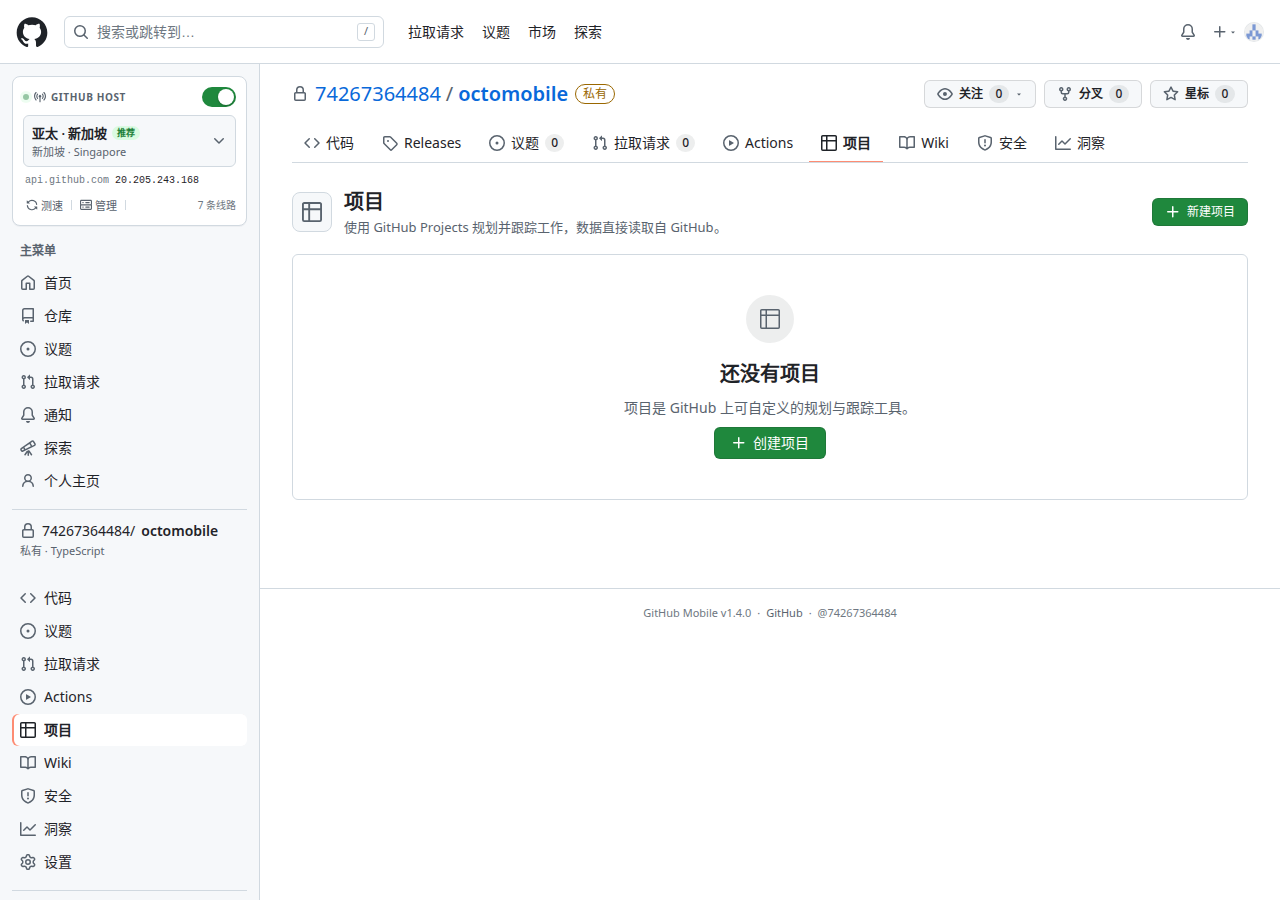 搜索或跳转到… /
拉取请求 议题 市场 探索
GITHUB HOST
亚太 · 新加坡 推荐
新加坡 · Singapore
api.github.com 20.205.243.168
测速 管理 7 条线路
主菜单
首页
仓库
议题
拉取请求
通知
探索
个人主页
74267364484/ octomobile
私有 · TypeScript
代码
议题
拉取请求
Actions
项目
Wiki
安全
洞察
设置
74267364484 / octomobile 私有
关注 0 分叉 0 星标 0
代码 Releases 议题 0 拉取请求 0 Actions 项目 Wiki 安全 洞察
项目
使用 GitHub Projects 规划并跟踪工作，数据直接读取自 GitHub。
新建项目
还没有项目
项目是 GitHub 上可自定义的规划与跟踪工具。
创建项目
GitHub Mobile v1.4.0 · GitHub · @74267364484